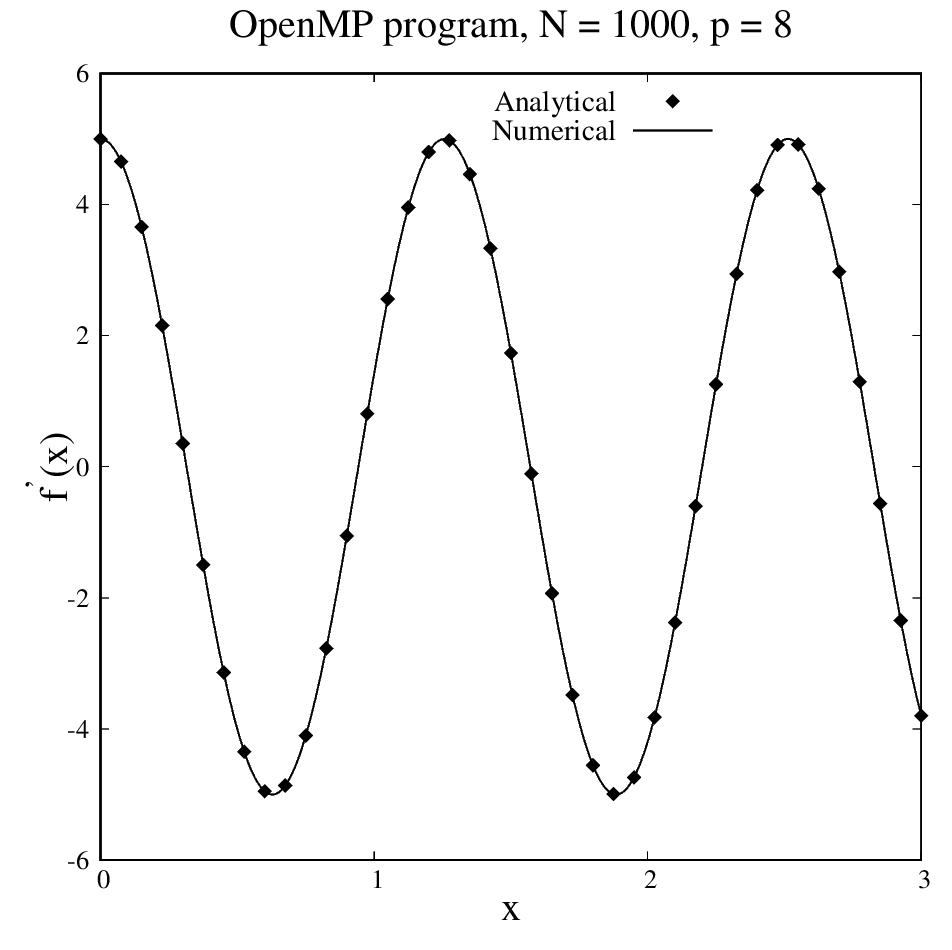 OpenMP program, N = 1000, p = 8
Analytical
Numerical
6
4
2
0
-2
-4
-6
f'(x)
0 1 2 3
x